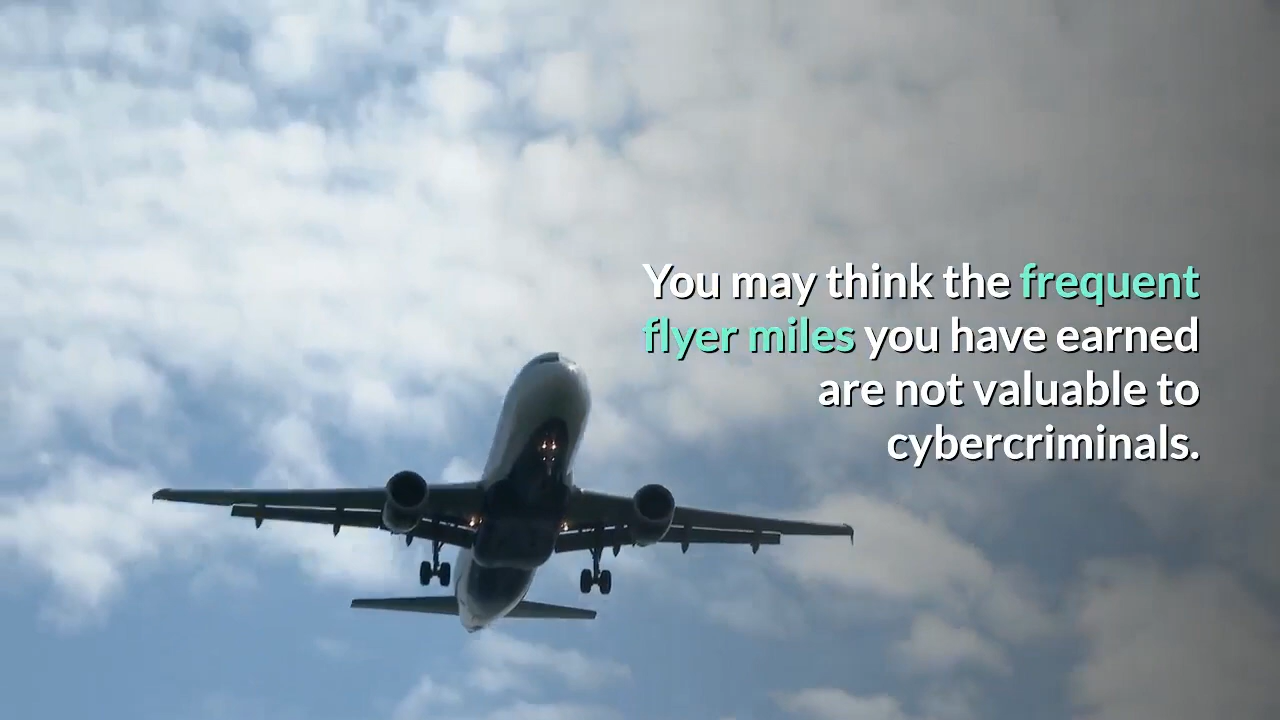 You may think the frequent
flyer miles you have earned
are not valuable to
cybercriminals.